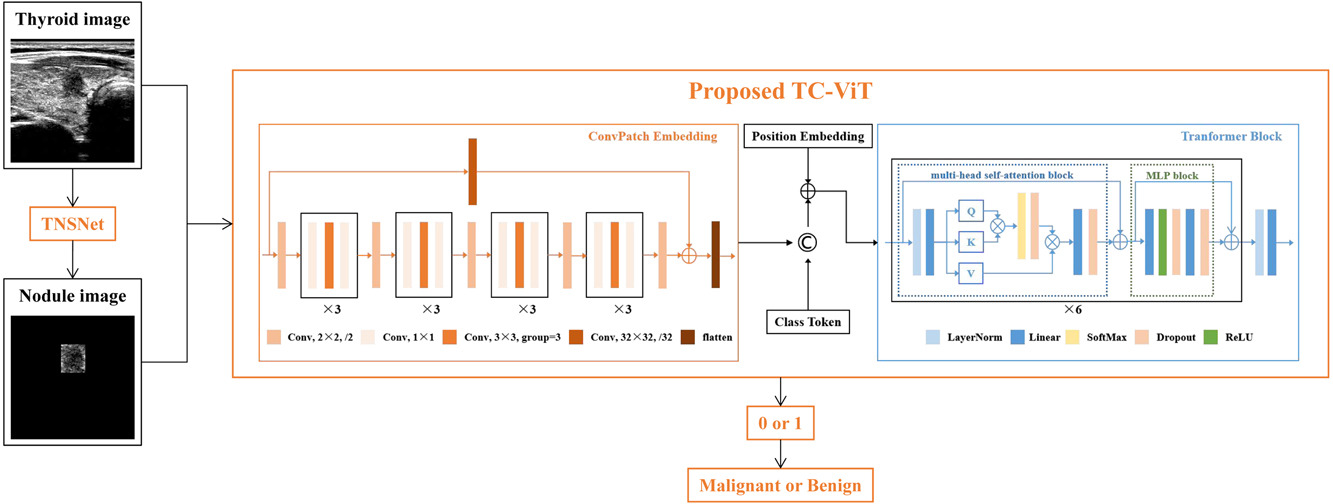 Thyroid image
TNSNet
Nodule image
Proposed TC-ViT
ConvPatch Embedding
×3
×3
×3
×3
Conv, 2×2, /2
Conv, 1×1
Conv, 3×3, group=3
Conv, 32×32, /32
flatten
Position Embedding
C
Class Token
Tranformer Block
multi-head self-attention block
Q
K
V
MLP block
×6
LayerNorm
Linear
SoftMax
Dropout
ReLU
0 or 1
Malignant or Benign